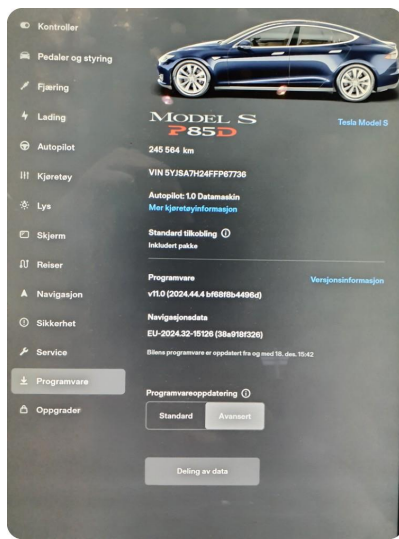 Kontroller
Pedaler og styring
Fjæring
Lading
Autopilot
Kjøretøy
Lys
Skjerm
Reiser
Navigasjon
Sikkerhet
Service
Programvare
Oppgrader
MODEL S
P85D
Tesla Model S
245 564 km
VIN 5YJSA7H24FFP67736
Autopilot: 1.0 Datamaskin
Mer kjøretøyinformasjon
Standard tilkobling
Inkludert pakke
Programvare
Versjonsinformasjon
v11.0 (2024.44.4 bf68f8b4496d)
Navigasjonsdata
EU-2024.32-15126 (38a918f326)
Bilens programvare er oppdatert fra og med 18. des. 15:42
Programvareoppdatering
Standard
Avansert
Deling av data